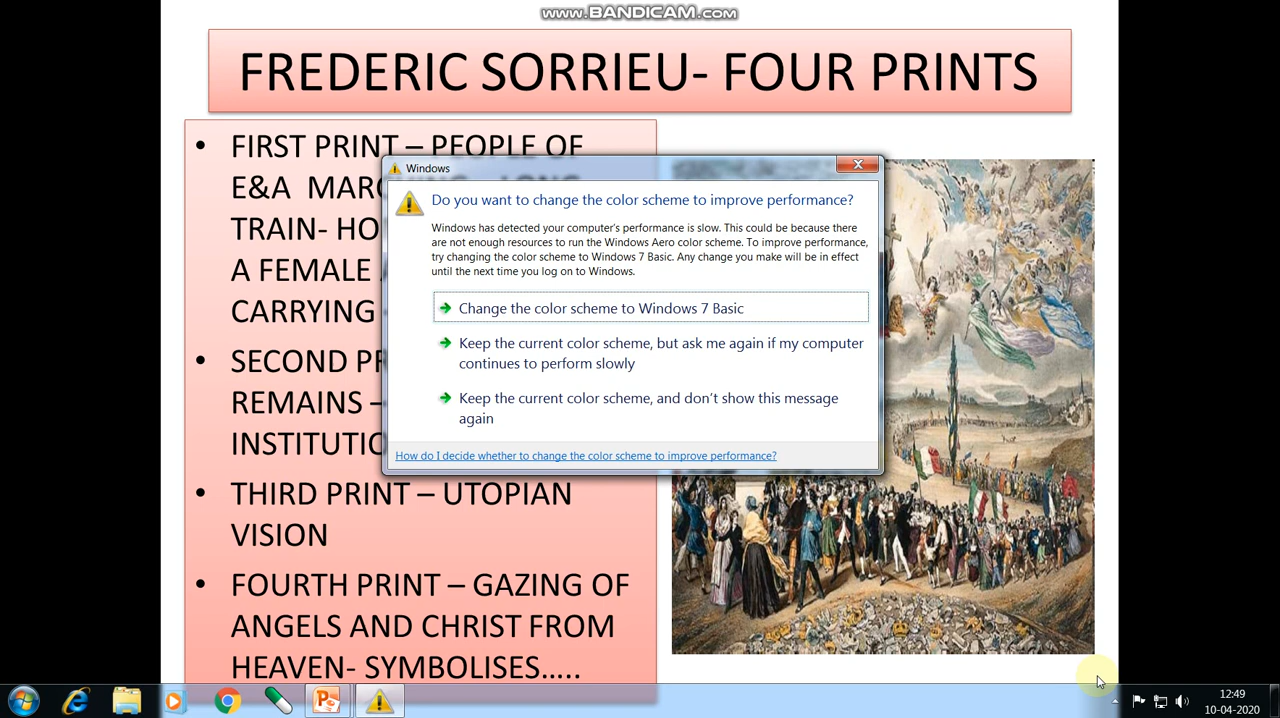 www.BANDICAM.com
FREDERIC SORRIEU- FOUR PRINTS
• FIRST PRINT – PEOPLE OF
E&A MAR
TRAIN- HO
A FEMALE
CARRYING
• SECOND PR
REMAINS –
INSTITUTIO
• THIRD PRINT – UTOPIAN
VISION
• FOURTH PRINT – GAZING OF
ANGELS AND CHRIST FROM
HEAVEN- SYMBOLISES…..
Windows
Do you want to change the color scheme to improve performance?
Windows has detected your computer's performance is slow. This could be because there
are not enough resources to run the Windows Aero color scheme. To improve performance,
try changing the color scheme to Windows 7 Basic. Any change you make will be in effect
until the next time you log on to Windows.
Change the color scheme to Windows 7 Basic
Keep the current color scheme, but ask me again if my computer
continues to perform slowly
Keep the current color scheme, and don't show this message
again
How do I decide whether to change the color scheme to improve performance?
12:49
10-04-2020